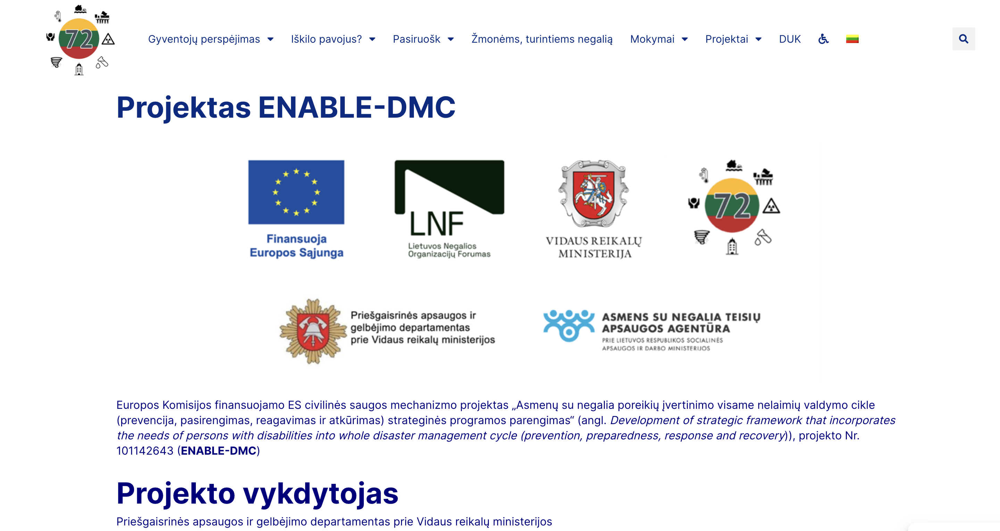 72
Gyventojų perspėjimas
Iškilo pavojus?
Pasiruošk
Žmonėms, turintiems negalią
Mokymai
Projektai
DUK
Projektas ENABLE-DMC
Finansuoja
Europos Sąjunga
LNF
Lietuvos Negalios
Organizacijų Forumas
VIDAUS REIKALŲ
MINISTERIJA
72
Priešgaisrinės apsaugos ir
gelbėjimo departamentas
prie Vidaus reikalų ministerijos
ASMENS SU NEGALIA TEISIŲ
APSAUGOS AGENTŪRA
PRIE LIETUVOS RESPUBLIKOS SOCIALINĖS
APSAUGOS IR DARBO MINISTERIJOS
Europos Komisijos finansuojamo ES civilinės saugos mechanizmo projektas „Asmenų su negalia poreikių įvertinimo visame nelaimių valdymo cikle
(prevencija, pasirengimas, reagavimas ir atkūrimas) strateginės programos parengimas“ (angl. Development of strategic framework that incorporates
the needs of persons with disabilities into whole disaster management cycle (prevention, preparedness, response and recovery)), projekto Nr.
101142643 (ENABLE-DMC)
Projekto vykdytojas
Priešgaisrinės apsaugos ir gelbėjimo departamentas prie Vidaus reikalų ministerijos